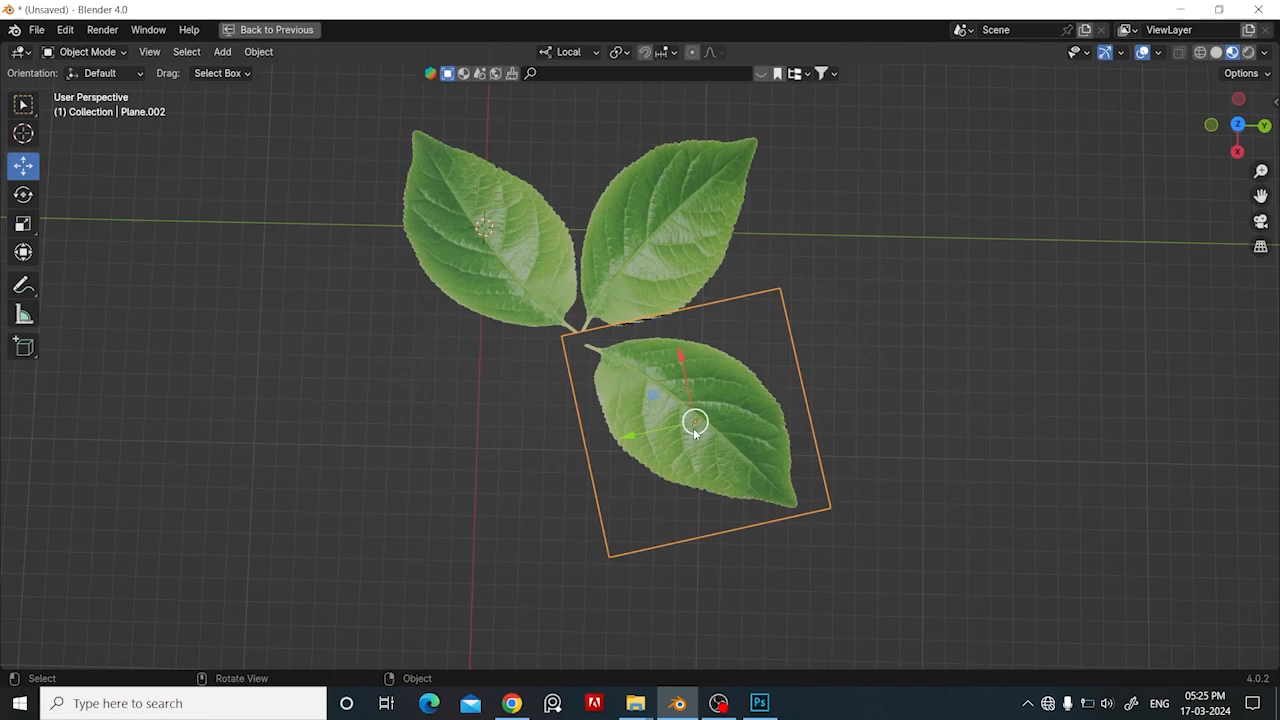 * (Unsaved) - Blender 4.0
File Edit Render Window Help Back to Previous Scene ViewLayer
Object Mode View Select Add Object Local
Orientation: Default Drag: Select Box Options
User Perspective
(1) Collection | Plane.002
Z
Y
X
Select Rotate View Object 4.0.2
Type here to search Ps ENG 05:25 PM
17-03-2024